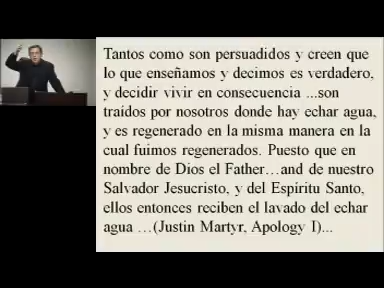 Tantos como son persuadidos y creen que
lo que enseñamos y decimos es verdadero,
y decidir vivir en consecuencia ...son
traídos por nosotros donde hay echar agua,
y es regenerado en la misma manera en la
cual fuimos regenerados. Puesto que en
nombre de Dios el Father…and de nuestro
Salvador Jesucristo, y del Espíritu Santo,
ellos entonces reciben el lavado del echar
agua …(Justin Martyr, Apology I)...